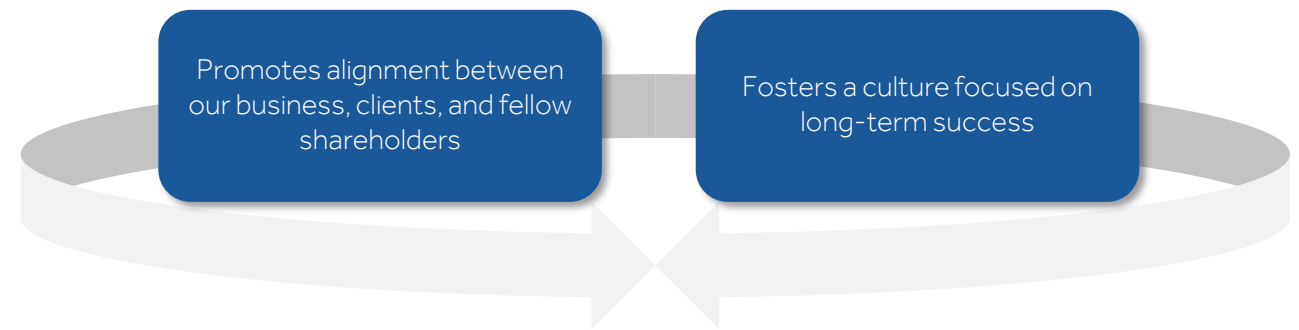 Promotes alignment between
our business, clients, and fellow
shareholders
Fosters a culture focused on
long-term success